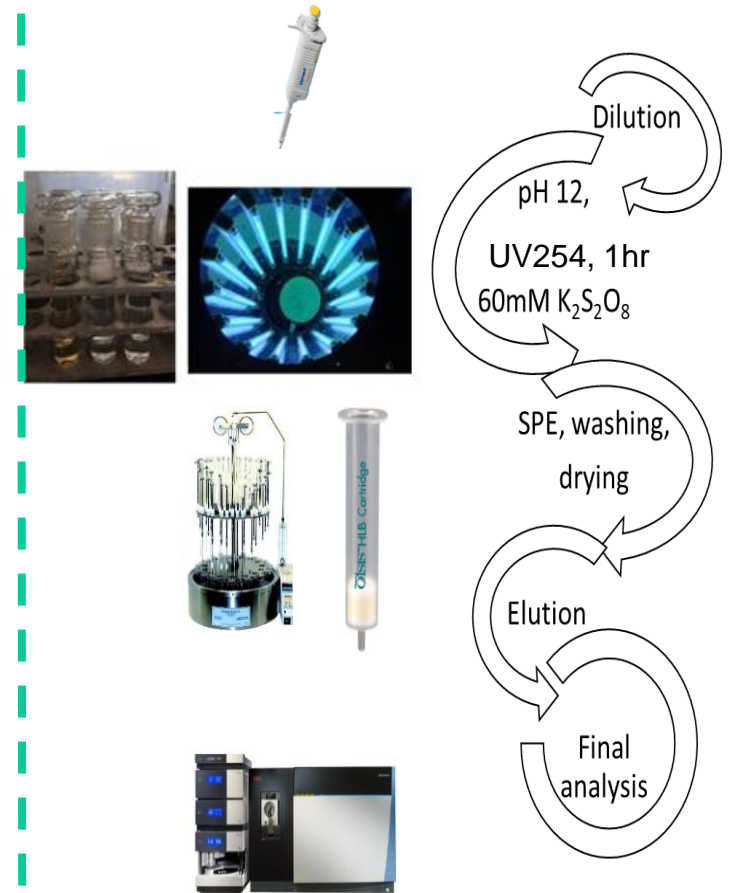 Dilution
pH 12,
UV254, 1hr
60mM K₂S₂O₈
SPE, washing,
drying
Oasis HLB Cartridge
Elution
Final
analysis